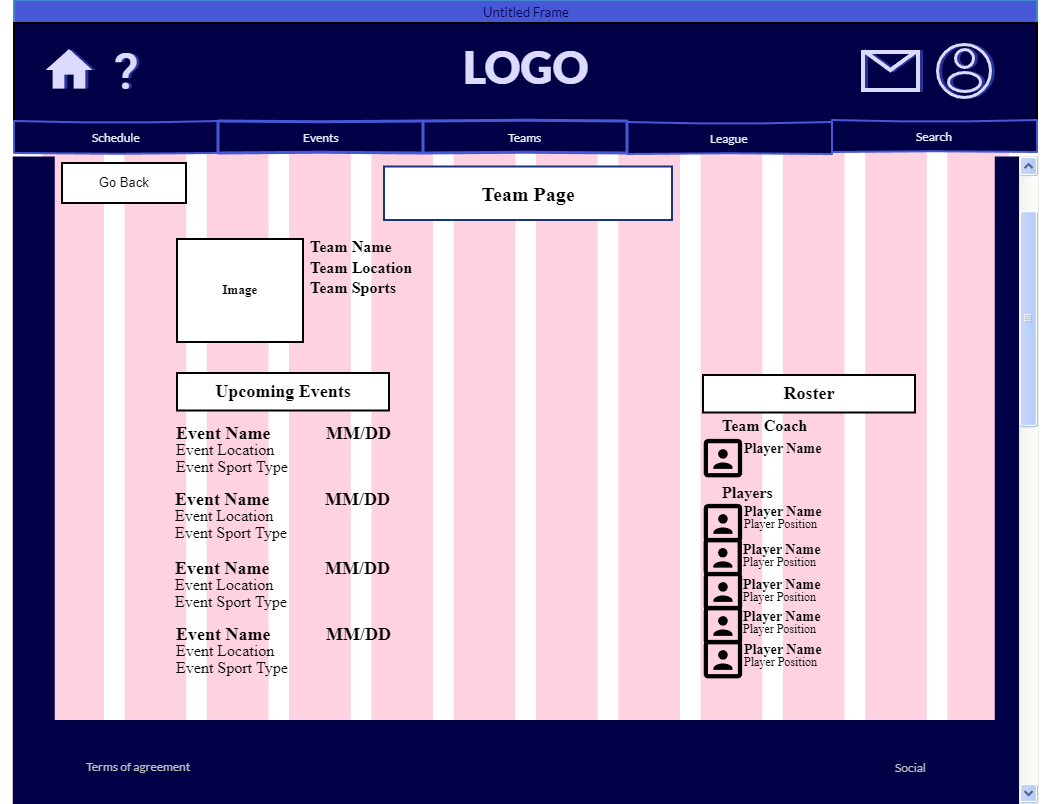 Untitled Frame
?
LOGO
Schedule
Events
Teams
League
Search
Go Back
Team Page
Image
Team Name
Team Location
Team Sports
Upcoming Events
Event Name MM/DD
Event Location
Event Sport Type
Event Name MM/DD
Event Location
Event Sport Type
Event Name MM/DD
Event Location
Event Sport Type
Event Name MM/DD
Event Location
Event Sport Type
Roster
Team Coach
Player Name
Players
Player Name
Player Position
Player Name
Player Position
Player Name
Player Position
Player Name
Player Position
Player Name
Player Position
Terms of agreement
Social